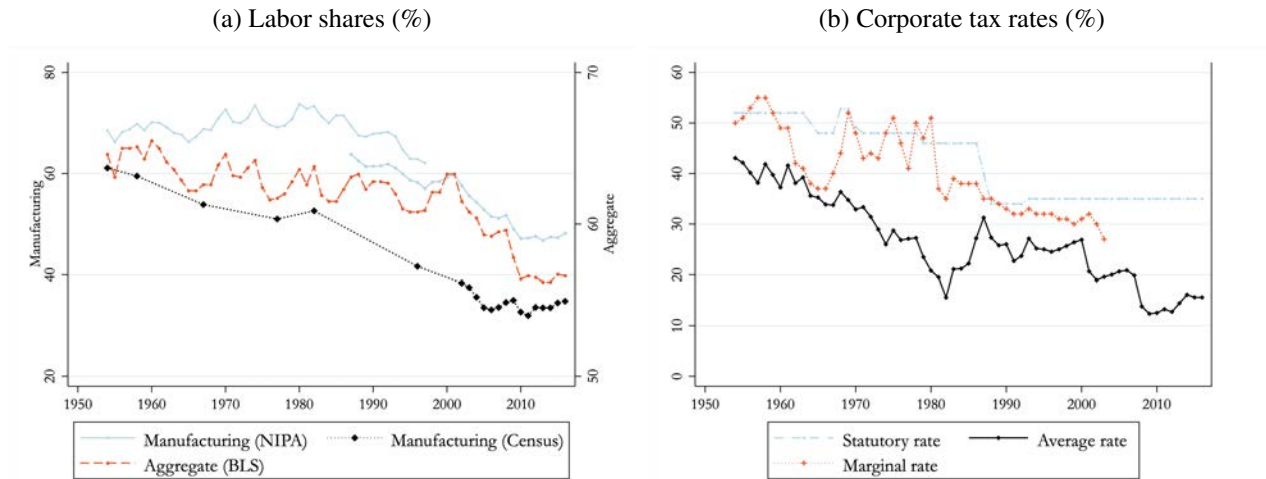 (a) Labor shares (%)
80
60
40
20
Manufacturing
70
60
50
Aggregate
1950 1960 1970 1980 1990 2000 2010
Manufacturing (NIPA) Manufacturing (Census)
Aggregate (BLS)
(b) Corporate tax rates (%)
60
50
40
30
20
10
0
1950 1960 1970 1980 1990 2000 2010
Statutory rate Average rate
Marginal rate